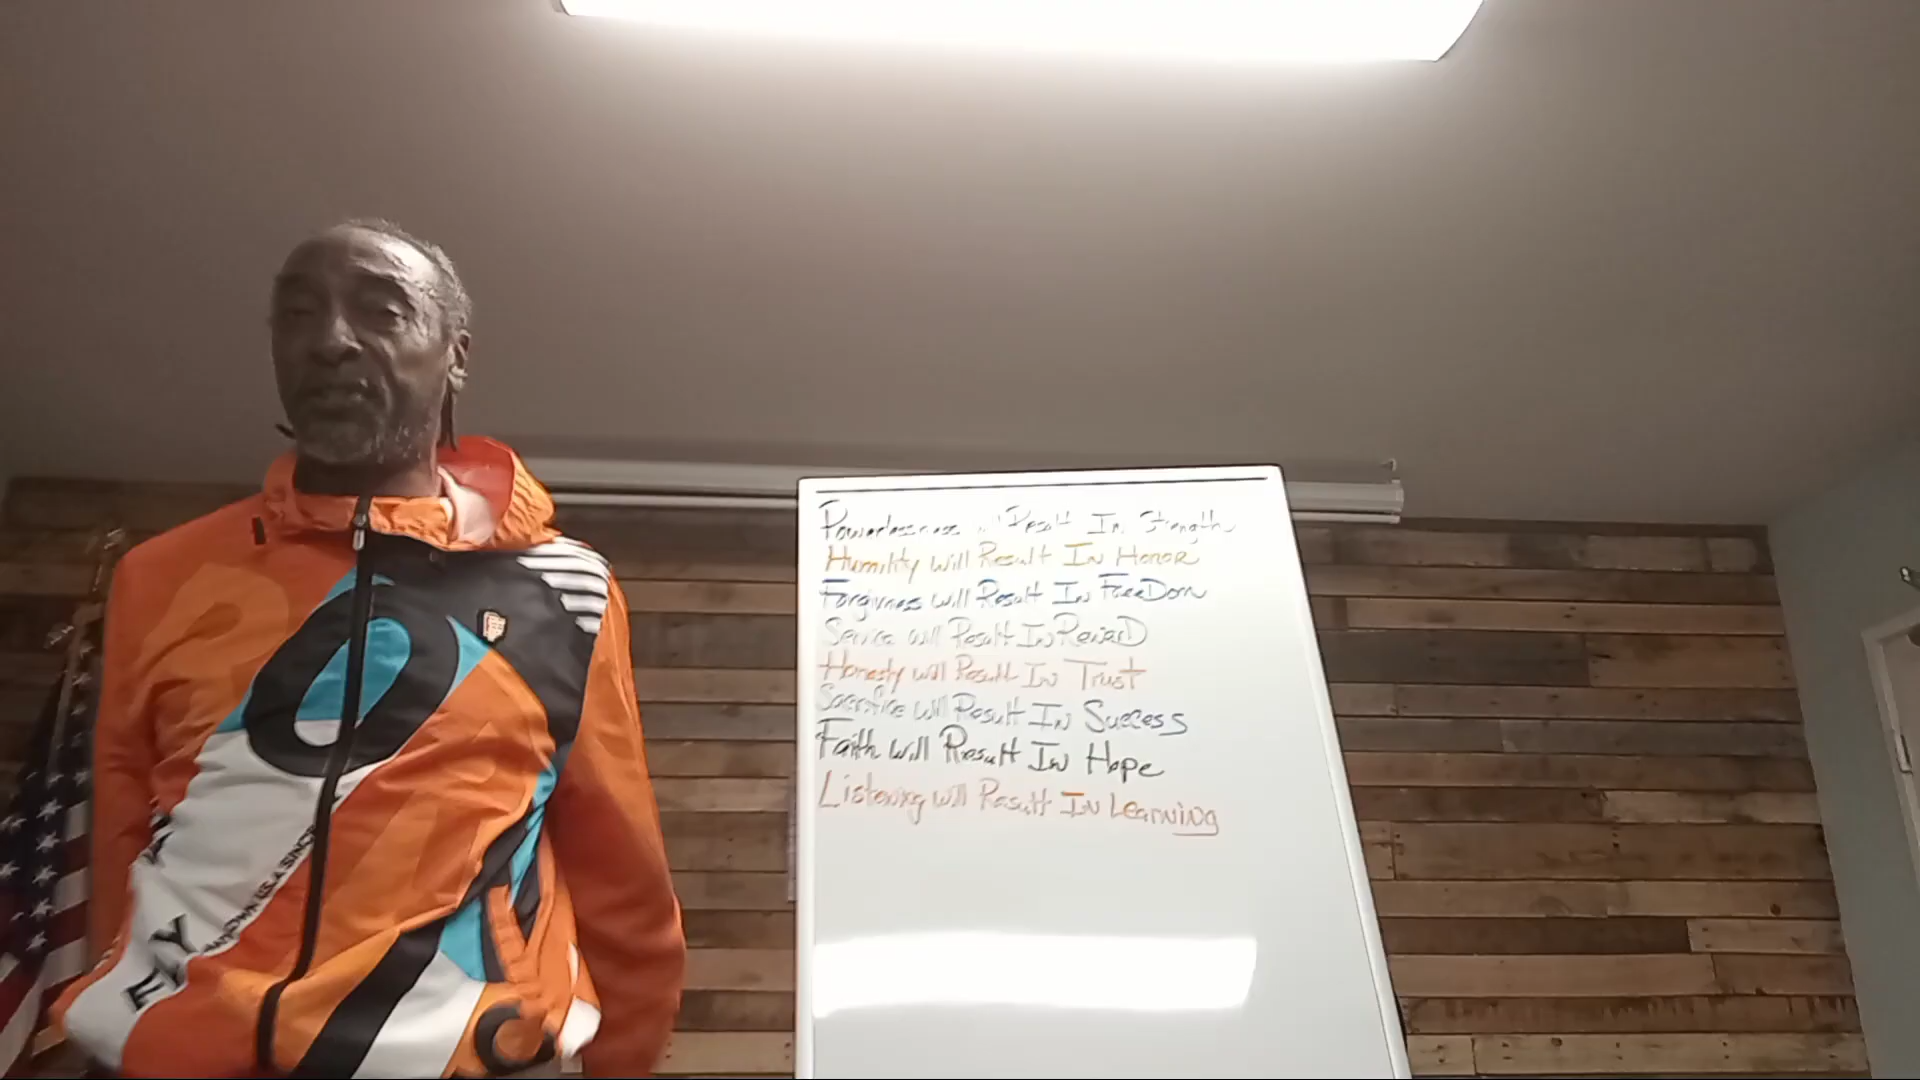 Powerlessness will Result In Strength
Humility will Result In Honor
Forgivness will Result In FreeDom
Service will Result In RewarD
Honesty will Result In Trust
Sacrifice will Result In Success
Faith will Result In Hope
Listening will Result In Learning